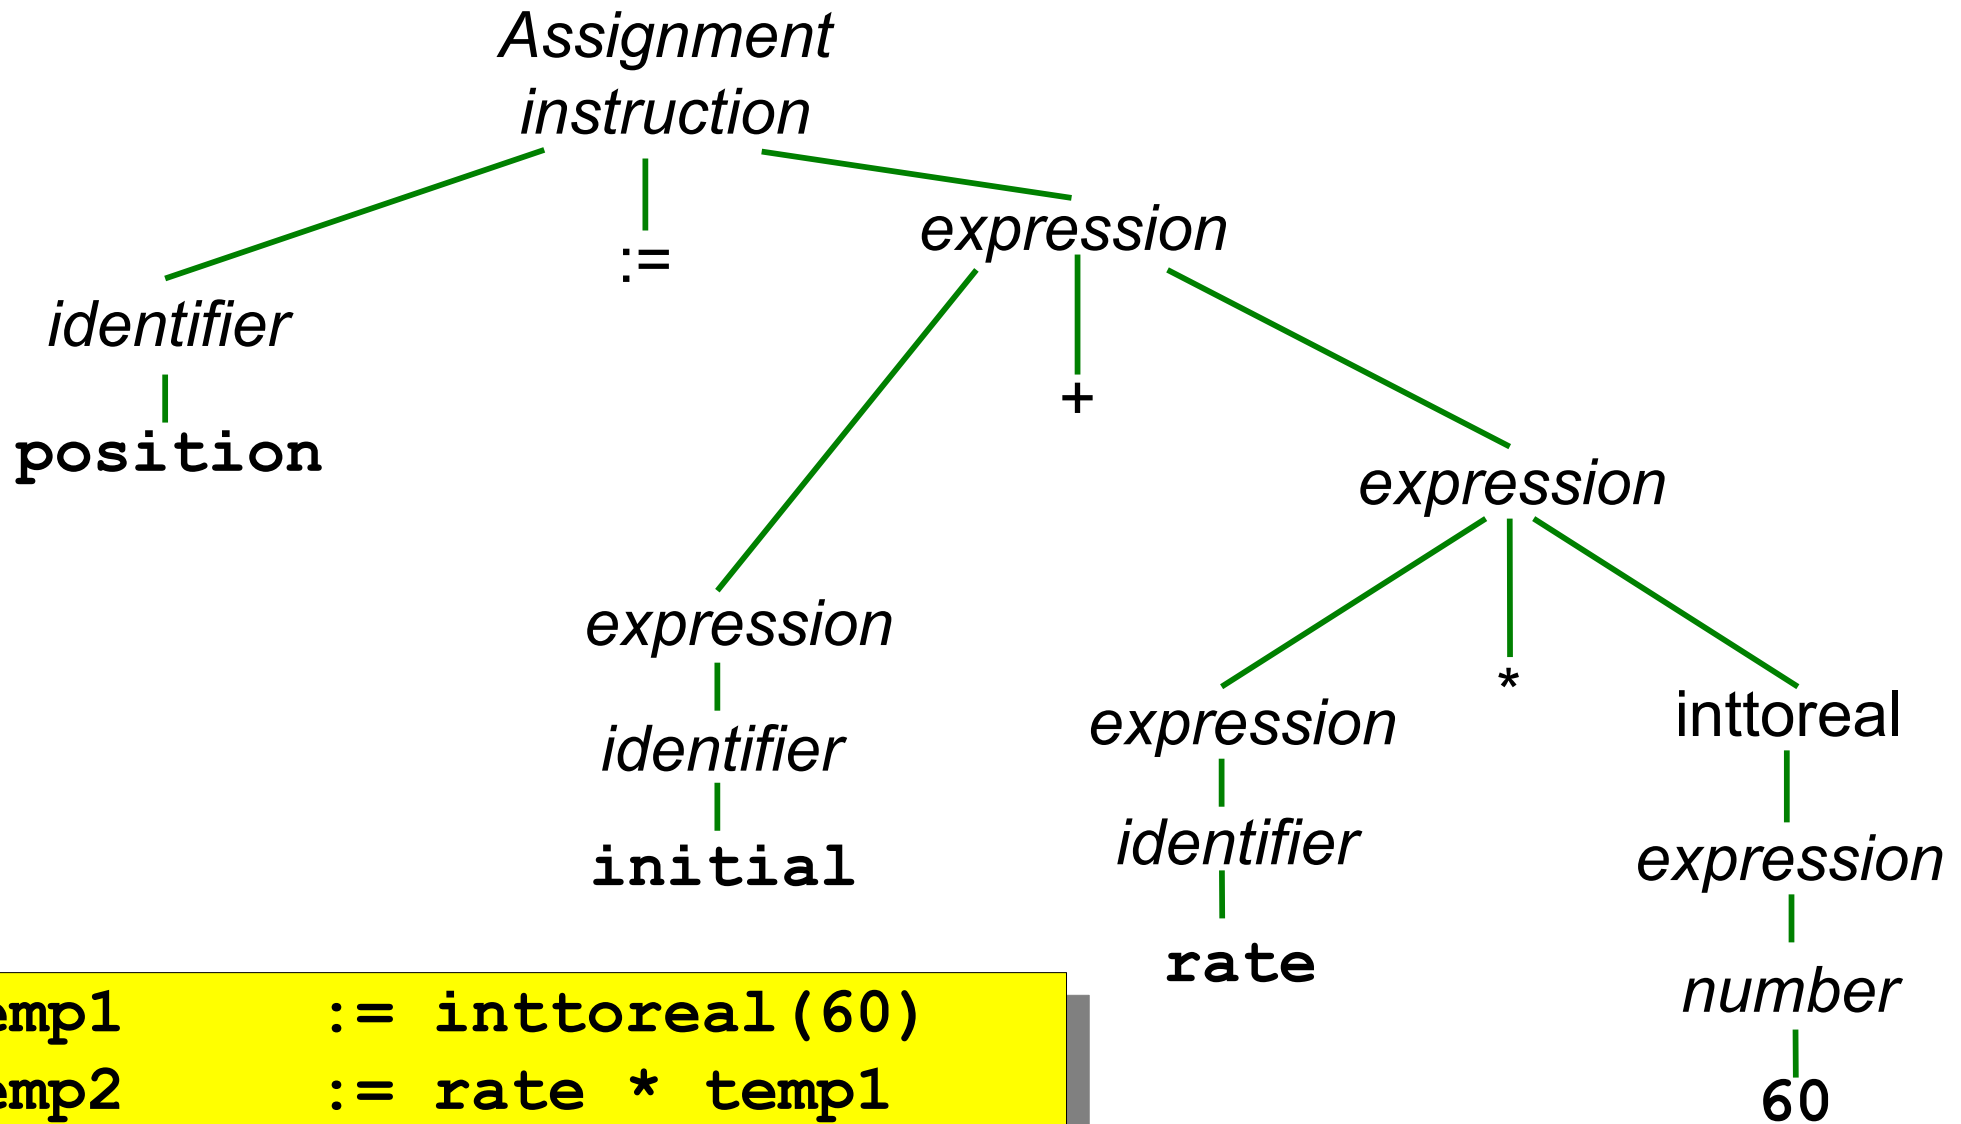 Assignment
instruction
:=
expression
identifier
+
position
expression
expression
*
expression
inttoreal
identifier
identifier
expression
initial
rate
number
60
emp1 := inttoreal(60)
emp2 := rate * temp1